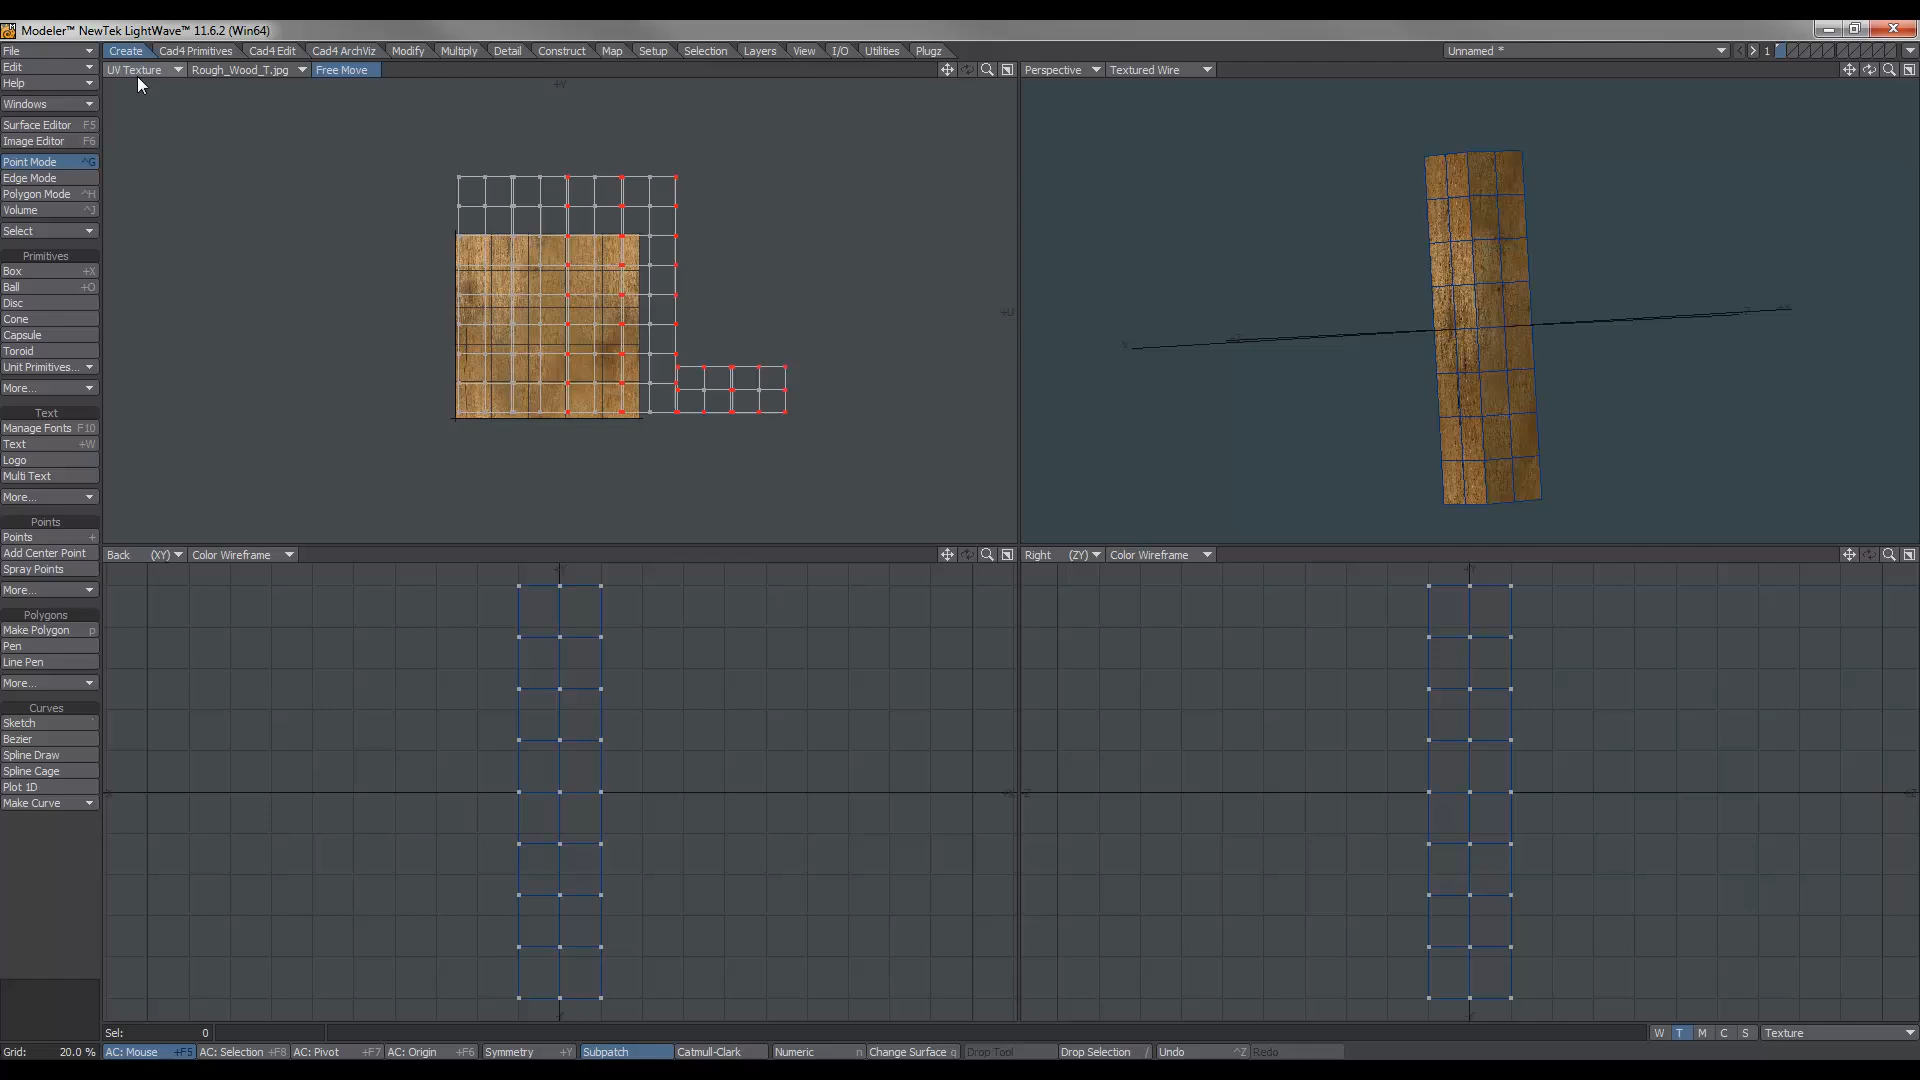 Modeler™ NewTek LightWave™ 11.6.2 (Win64)
File Create Cad4 Primitives Cad4 Edit Cad4 ArchViz Modify Multiply Detail Construct Map Setup Selection Layers View I/O Utilities Plugz Unnamed * 1
Edit UV Texture Rough_Wood_T.jpg Free Move Perspective Textured Wire
Help
Windows
Surface Editor F5
Image Editor F6
Point Mode ^G
Edge Mode
Polygon Mode ^H
Volume ^J
Select
Primitives
Box +X
Ball +O
Disc
Cone
Capsule
Toroid
Unit Primitives...
More...
Text
Manage Fonts F10
Text +W
Logo
Multi Text
More...
Points
Points +
Add Center Point
Spray Points
More...
Polygons
Make Polygon p
Pen
Line Pen
More...
Curves
Sketch `
Bezier
Spline Draw
Spline Cage
Plot 1D
Make Curve
Back (XY) Color Wireframe Right (ZY) Color Wireframe
Sel: 0 W T M C S Texture
Grid: 20.0 % AC: Mouse +F5 AC: Selection +F8 AC: Pivot +F7 AC: Origin +F6 Symmetry +Y Subpatch Catmull-Clark Numeric n Change Surface q Drop Tool Drop Selection / Undo ^Z Redo